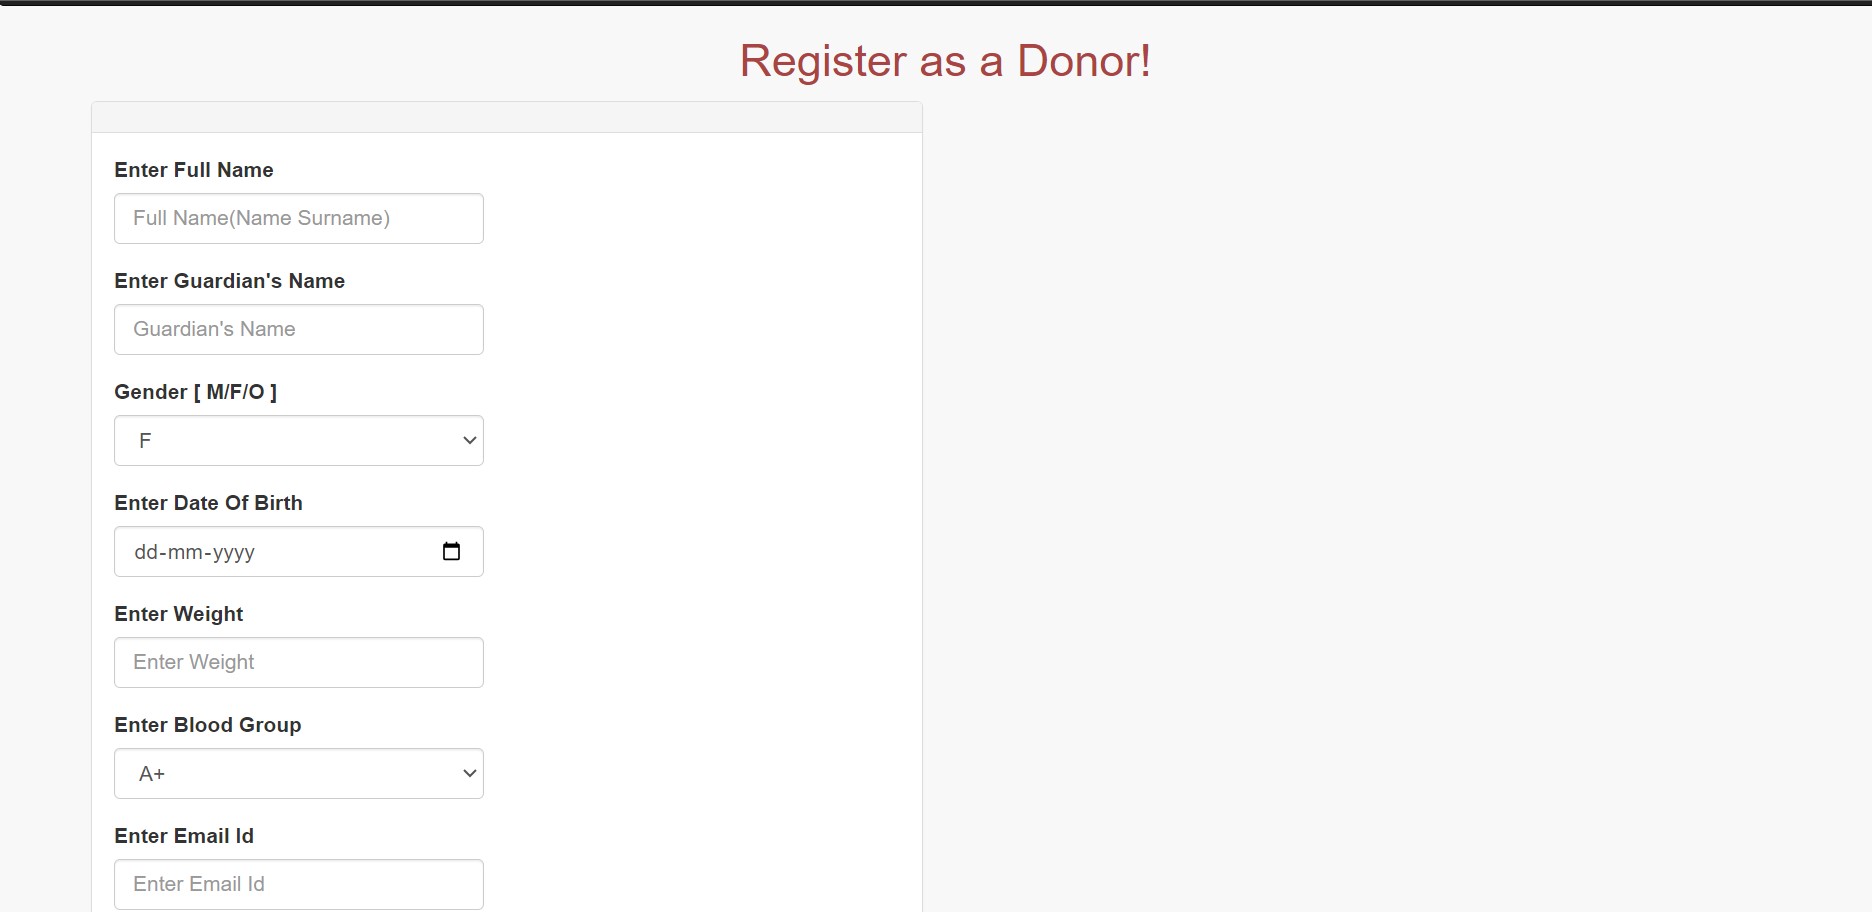 Register as a Donor!
Enter Full Name
Full Name(Name Surname)
Enter Guardian's Name
Guardian's Name
Gender [ M/F/O ]
F
Enter Date Of Birth
dd-mm-yyyy
Enter Weight
Enter Weight
Enter Blood Group
A+
Enter Email Id
Enter Email Id